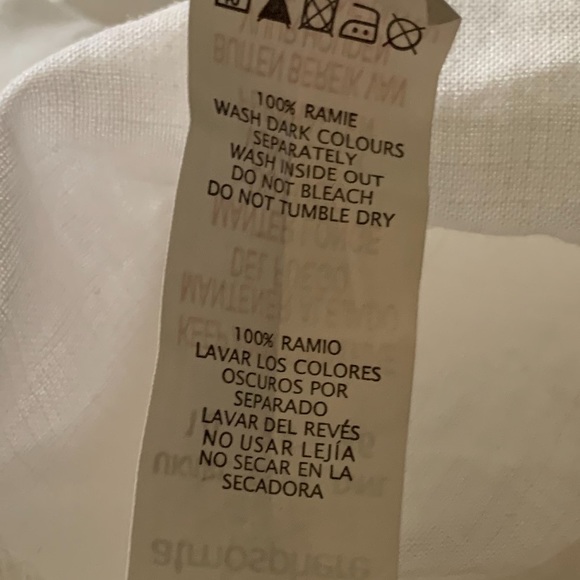 100% RAMIE
WASH DARK COLOURS
SEPARATELY
WASH INSIDE OUT
DO NOT BLEACH
DO NOT TUMBLE DRY
100% RAMIO
LAVAR LOS COLORES
OSCUROS POR
SEPARADO
LAVAR DEL REVÉS
NO USAR LEJÍA
NO SECAR EN LA
SECADORA
atmosphere